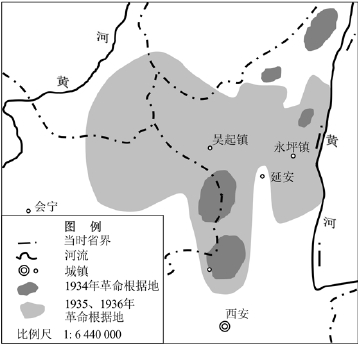 河
黄
吴起镇
永坪镇
黄
延安
河
会宁
图 例
当时省界
河流
城镇
1934年革命根据地
1935、1936年
革命根据地
比例尺 1: 6 440 000
西安